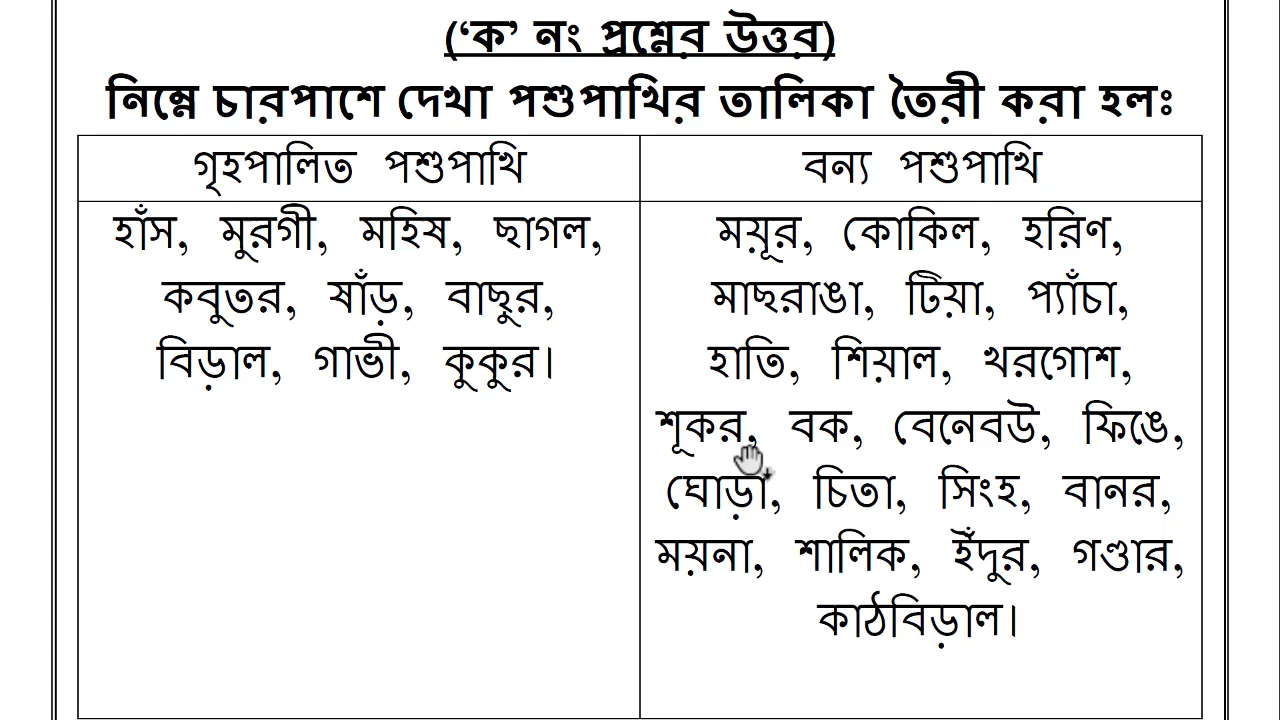 (‘ক’ নং প্রশ্নের উত্তর)
নিম্নে চারপাশে দেখা পশুপাখির তালিকা তৈরী করা হলঃ
গৃহপালিত পশুপাখি
হাঁস, মুরগী, মহিষ, ছাগল,
কবুতর, ষাঁড়, বাছুর,
বিড়াল, গাভী, কুকুর।
বন্য পশুপাখি
ময়ূর, কোকিল, হরিণ,
মাছরাঙা, টিয়া, প্যাঁচা,
হাতি, শিয়াল, খরগোশ,
শূকর, বক, বেনেবউ, ফিঙে,
ঘোড়া, চিতা, সিংহ, বানর,
ময়না, শালিক, ইঁদুর, গণ্ডার,
কাঠবিড়াল।